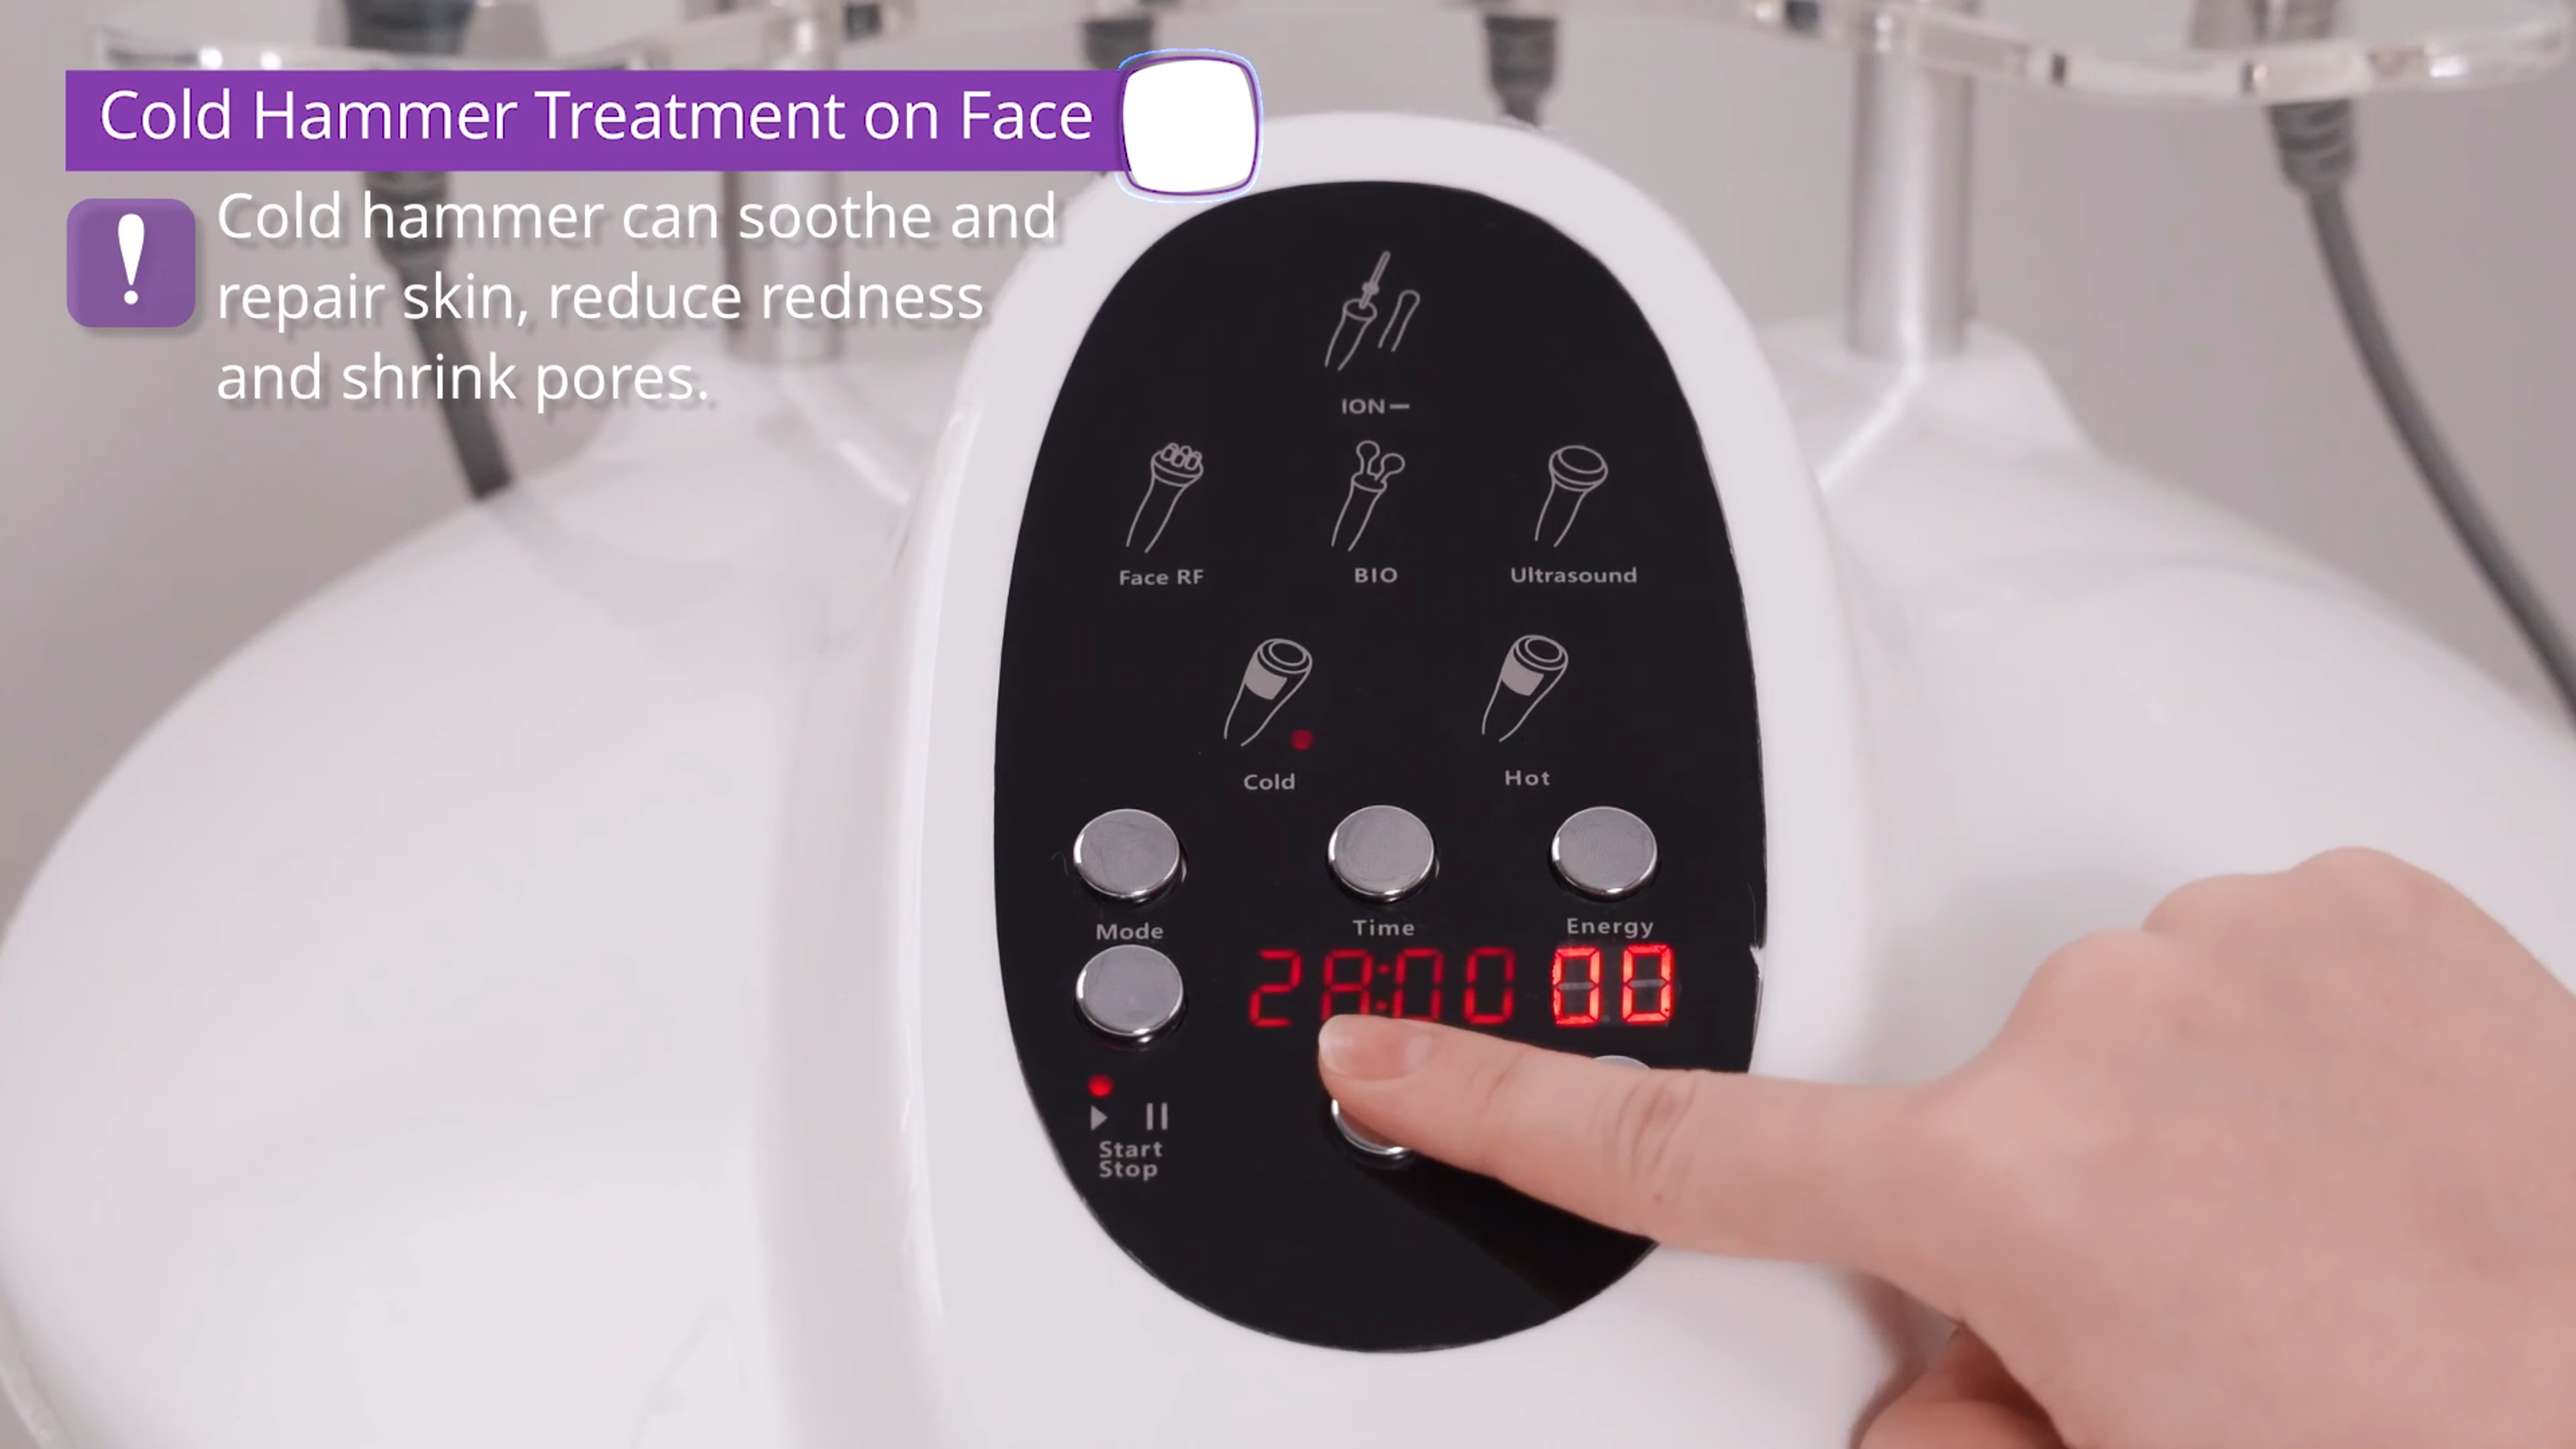 Cold Hammer Treatment on Face
!
Cold hammer can soothe and
repair skin, reduce redness
and shrink pores.
ION—
Face RF
BIO
Ultrasound
Cold
Hot
Mode
Time
Energy
28:00 00
Start
Stop